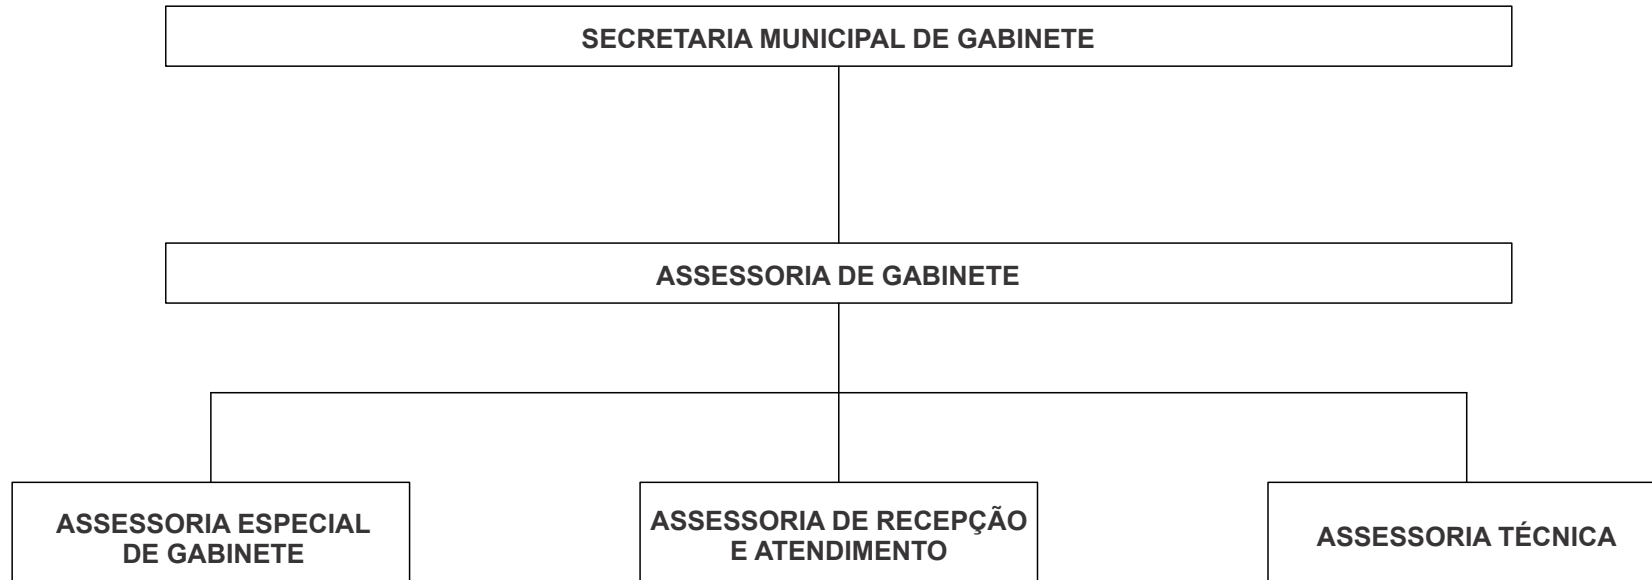 SECRETARIA MUNICIPAL DE GABINETE
ASSESSORIA DE GABINETE
ASSESSORIA ESPECIAL
DE GABINETE
ASSESSORIA DE RECEPÇÃO
E ATENDIMENTO
ASSESSORIA TÉCNICA